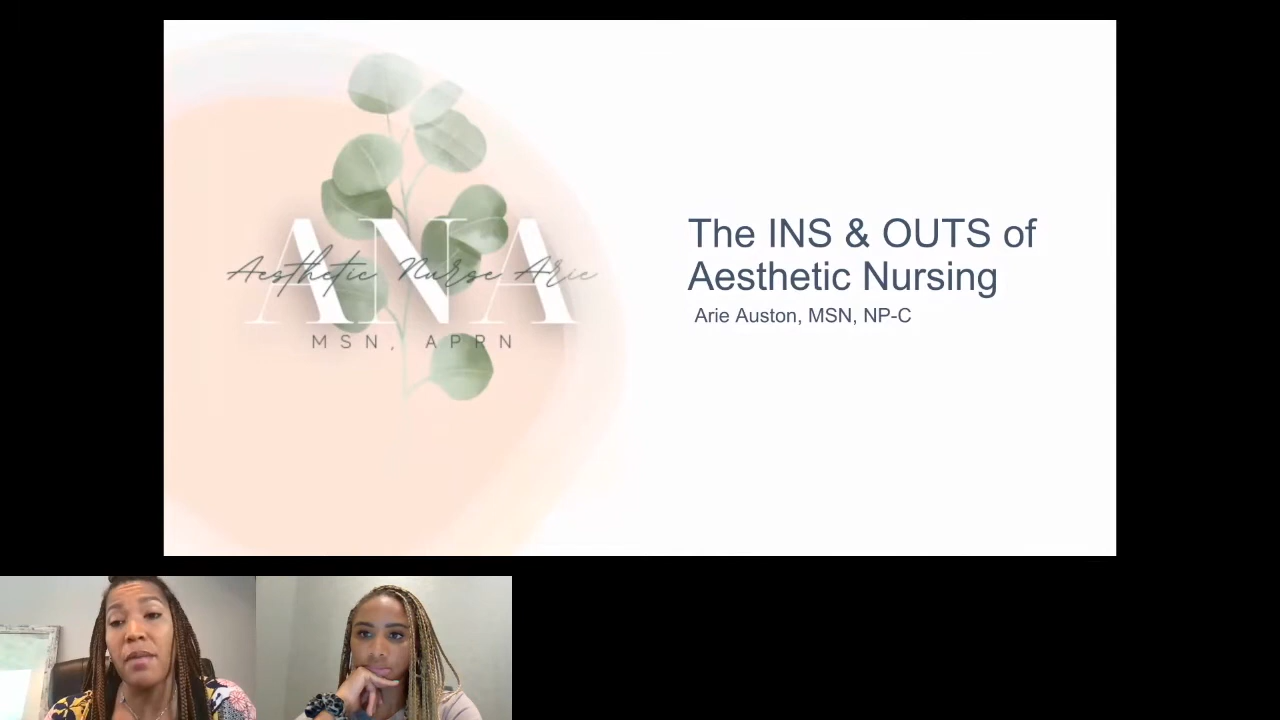 ANA
Aesthetic Nurse Arie
MSN, APRN
The INS & OUTS of
Aesthetic Nursing
Arie Auston, MSN, NP-C